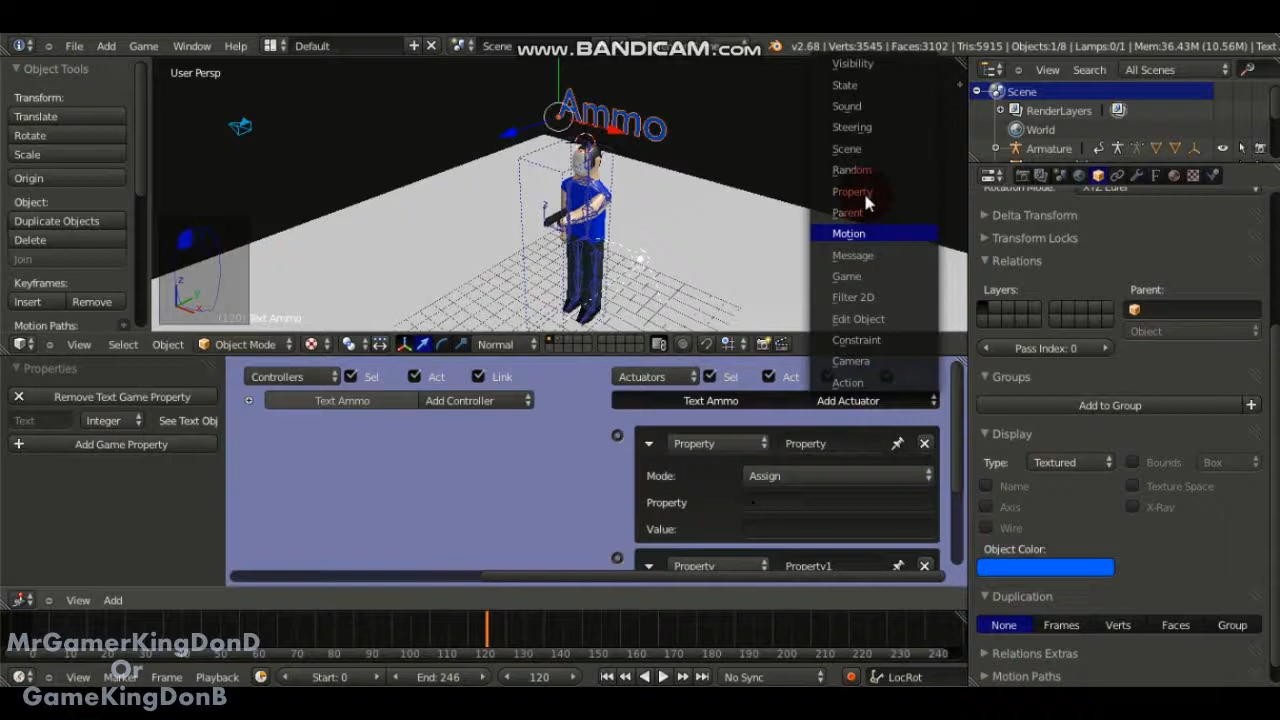 www.BANDICAM.com
File Add Game Window Help Default Scene v2.68 | Verts:3545 | Faces:3102 | Tris:5915 | Objects:1/8 | Lamps:0/1 | Mem:36.43M (10.56M) | Text
Object Tools
Transform:
Translate
Rotate
Scale
Origin
Object:
Duplicate Objects
Delete
Join
Keyframes:
Insert Remove
Motion Paths:
User Persp
Ammo
(120) Text Ammo
View Select Object Object Mode Normal
Visibility
State
Sound
Steering
Scene
Random
Property
Parent
Motion
Message
Game
Filter 2D
Edit Object
Constraint
Camera
Action
View Search All Scenes
Scene
RenderLayers
World
Armature
Delta Transform
Transform Locks
Relations
Layers: Parent:
Object
Pass Index: 0
Groups
Add to Group
Display
Type: Textured Bounds Box
Name Texture Space
Axis X-Ray
Wire
Object Color:
Duplication
None Frames Verts Faces Group
Relations Extras
Motion Paths
Properties
Remove Text Game Property
Text Integer See Text Obj
Add Game Property
Controllers Sel Act Link
Text Ammo Add Controller
Actuators Sel Act
Text Ammo Add Actuator
Property Property
Mode: Assign
Property
Value:
Property Property1
View Add
60 70 80 90 100 110 120 130 140 150 160 170 180 190 200 210 220 230 240
View Marker Frame Playback Start: 0 End: 246 120 No Sync LocRot
MrGamerKingDonD
Or
GameKingDonB